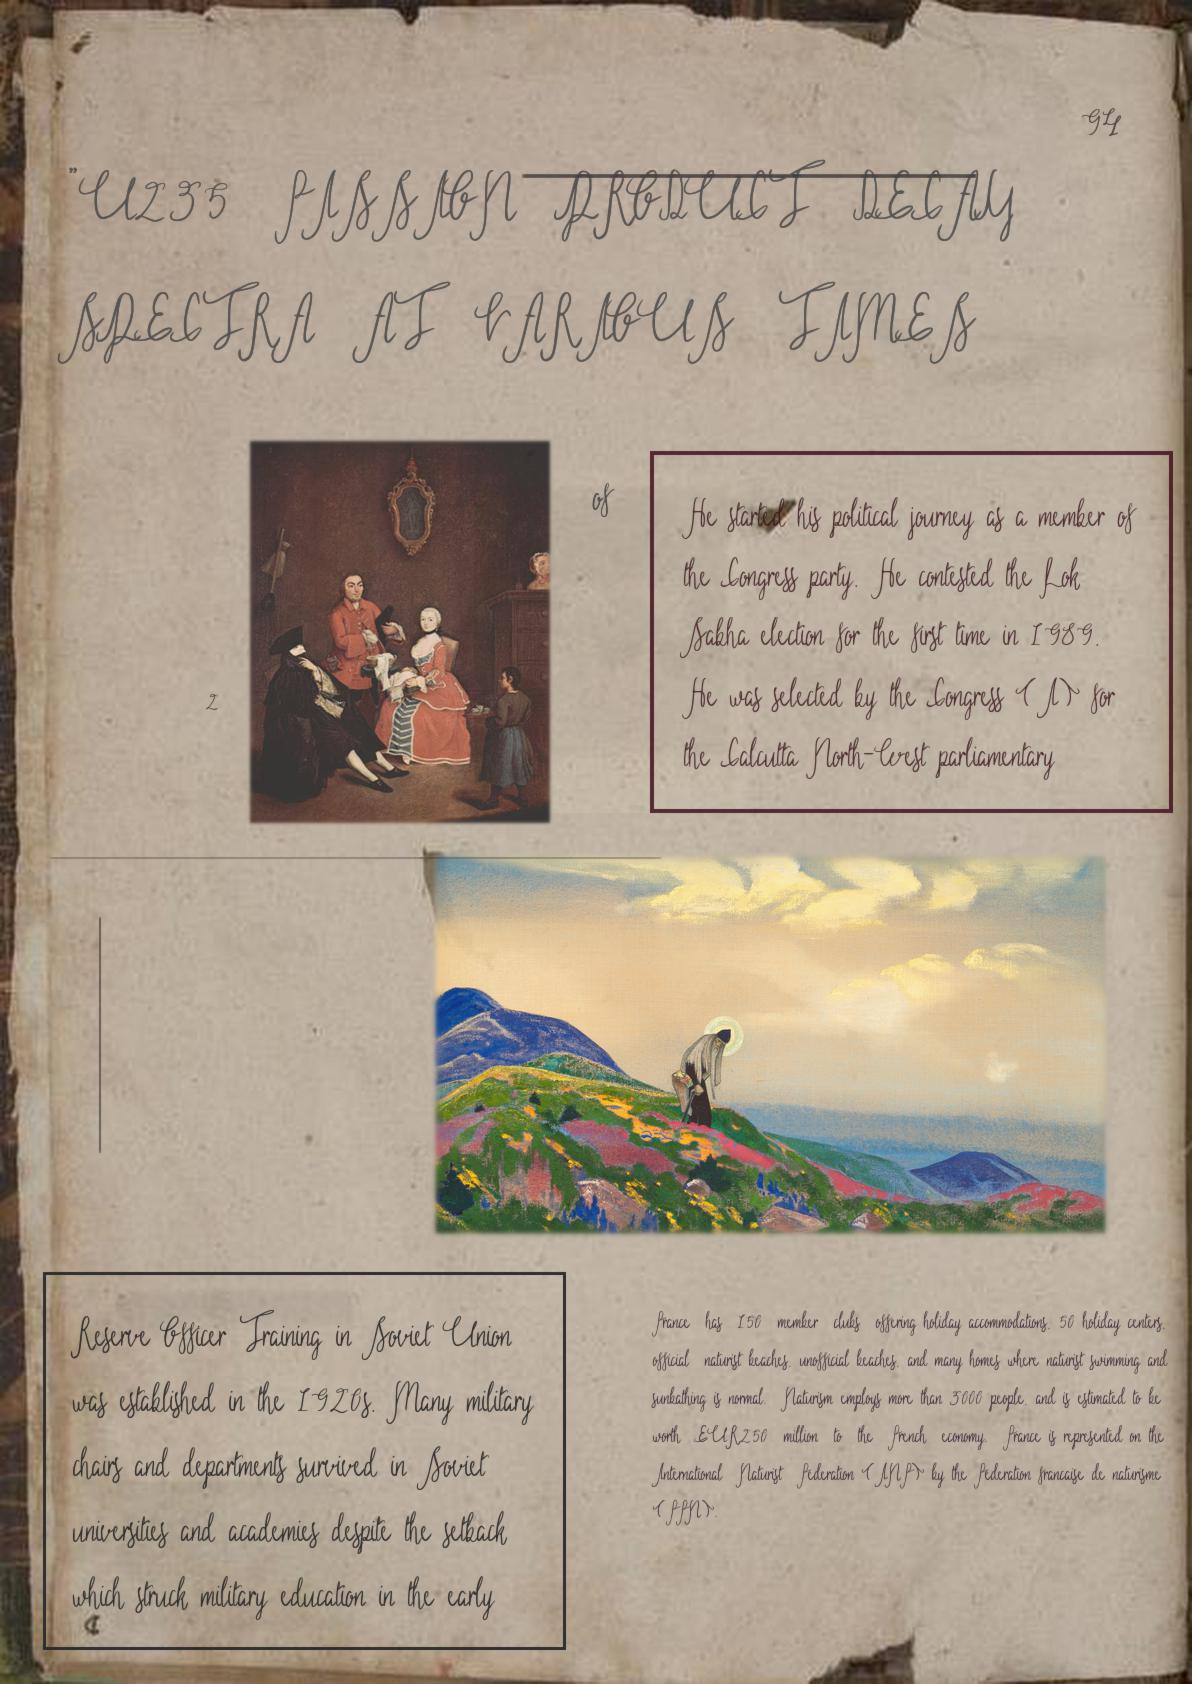 94
"U235 FISSION PRODUCT DECAY
SPECTRA AT VARIOUS TIMES
of
He started his political journey as a member of
the Congress party. He contested the Lok
Sabha election for the first time in 1989.
He was selected by the Congress (I) for
the Calcutta North-West parliamentary
2
Reserve Officer Training in Soviet Union
was established in the 1920s. Many military
chairs and departments survived in Soviet
universities and academies despite the setback
which struck military education in the early
France has 150 member clubs offering holiday accommodations, 50 holiday centers,
official naturist beaches, unofficial beaches, and many homes where naturist swimming and
sunbathing is normal. Naturism employs more than 3000 people, and is estimated to be
worth EUR250 million to the French economy. France is represented on the
International Naturist Federation (INF) by the Federation francaise de naturisme
(FFN).